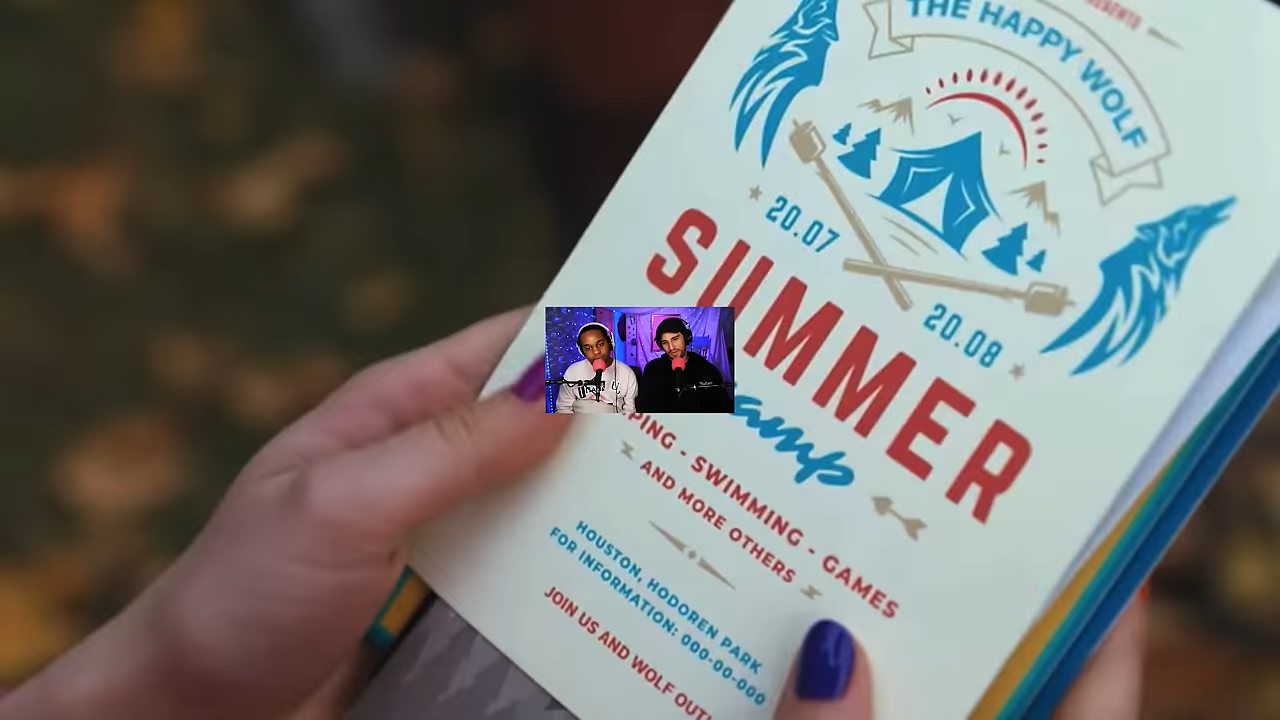 THE HAPPY WOLF
20.07
20.08
SUMMER
amp
PING - SWIMMING - GAMES
AND MORE OTHERS
HOUSTON, HODOREN PARK
FOR INFORMATION: 000-00-000
JOIN US AND WOLF OUT!